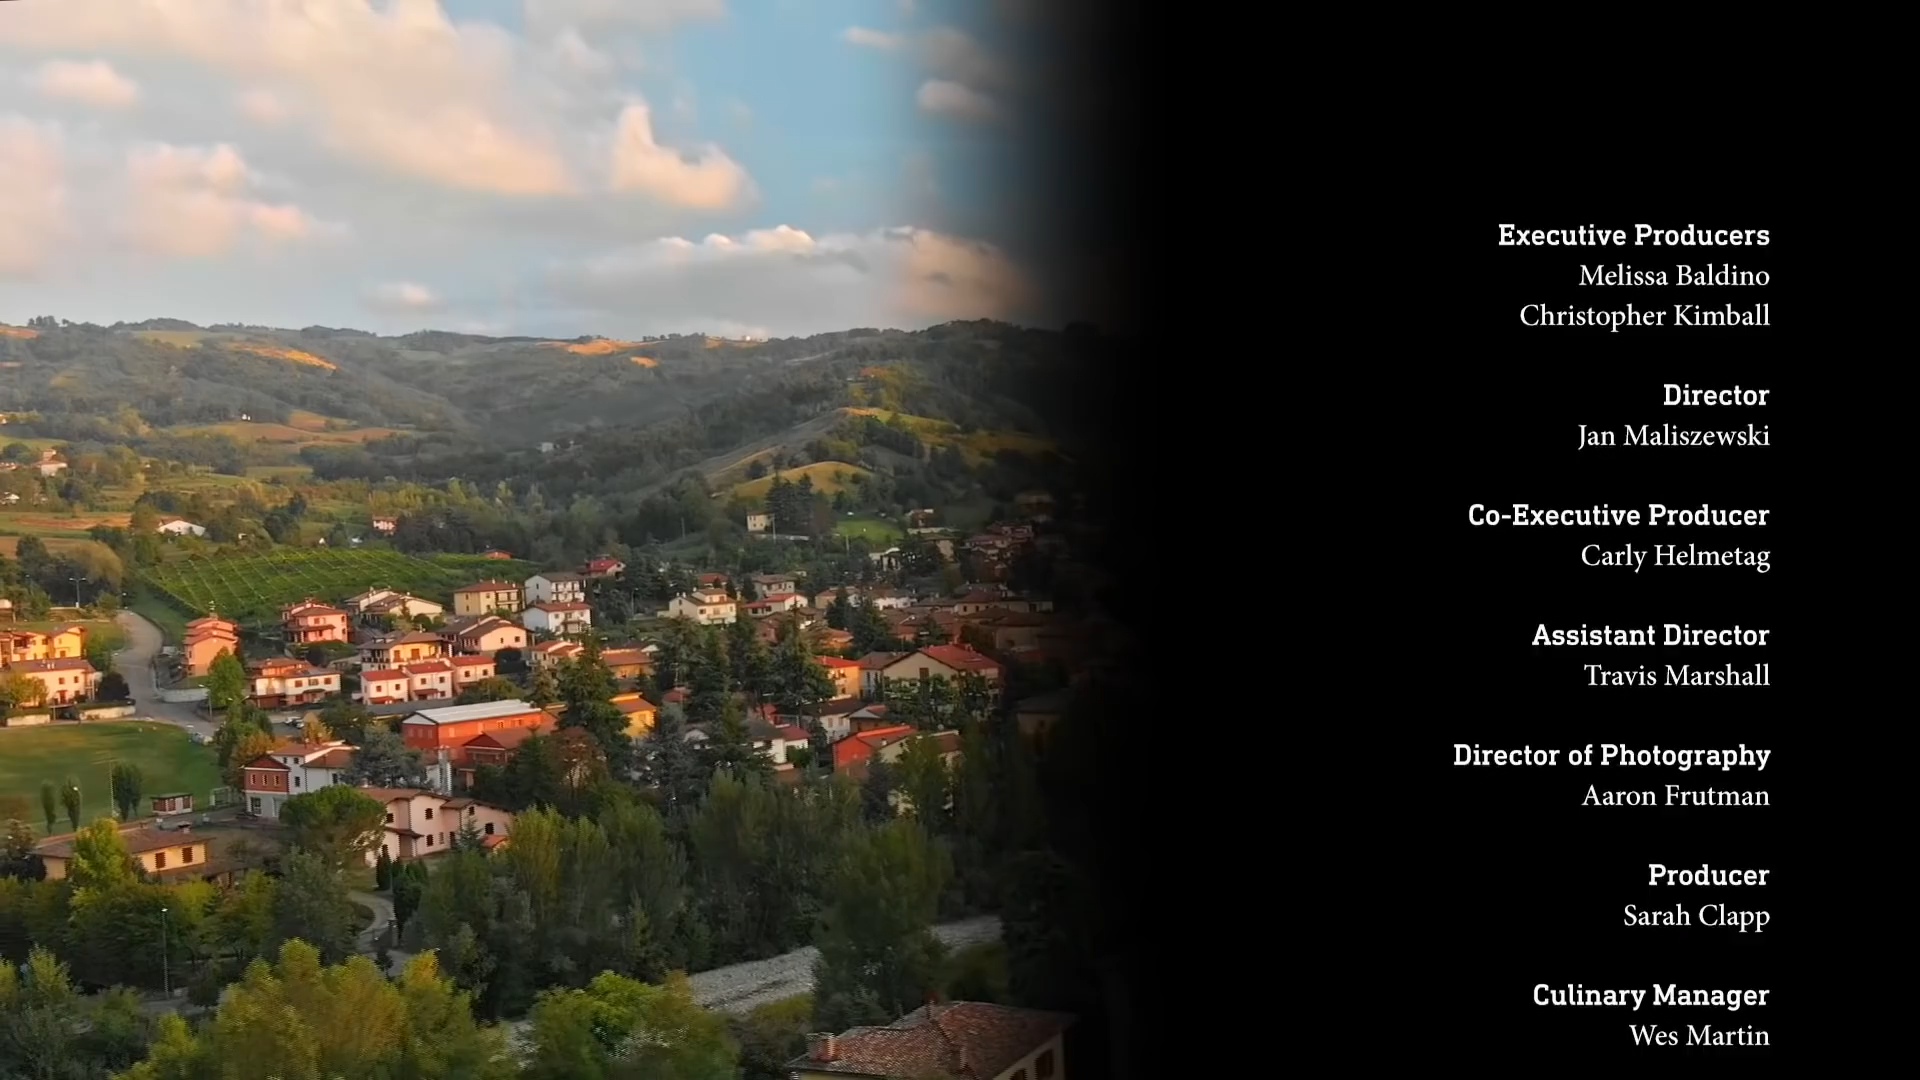 Executive Producers
Melissa Baldino
Christopher Kimball
Director
Jan Maliszewski
Co-Executive Producer
Carly Helmetag
Assistant Director
Travis Marshall
Director of Photography
Aaron Frutman
Producer
Sarah Clapp
Culinary Manager
Wes Martin